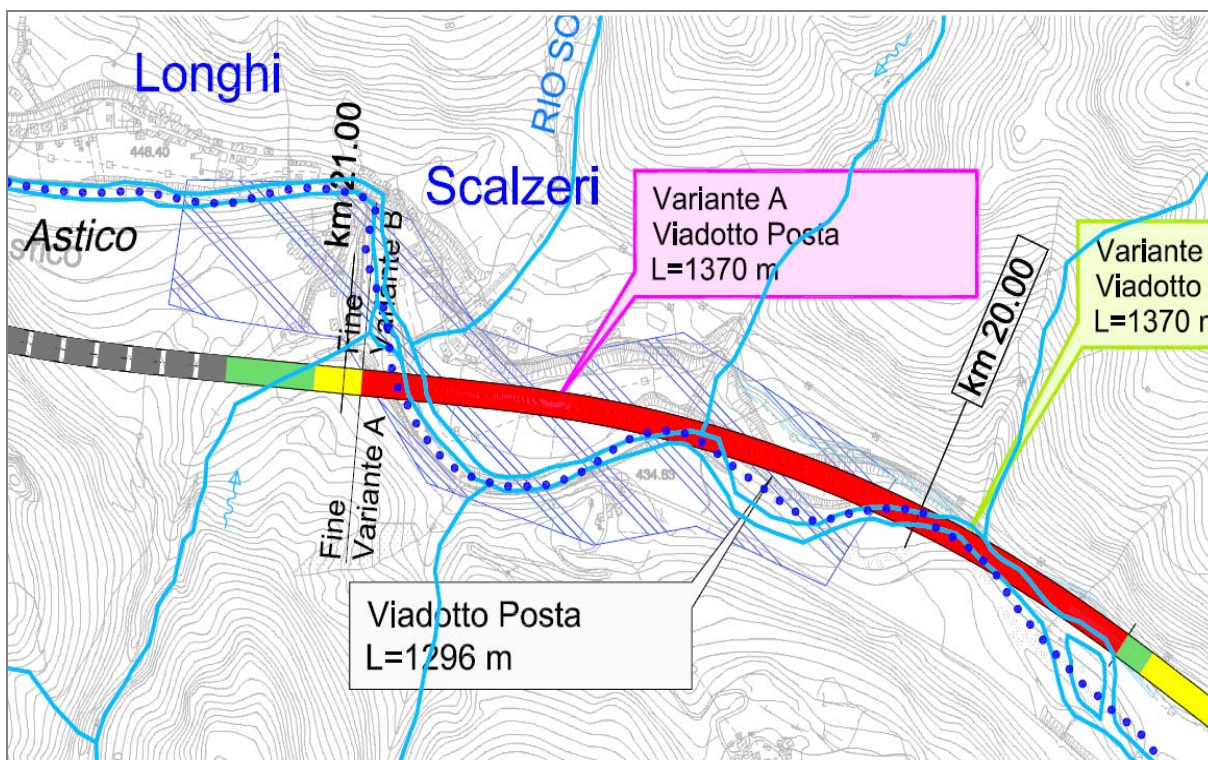 Longhi
446.40
km 21.00
RIO SO
Scalzeri
Astico
Fine
Variante B
Variante A
Viadotto Posta
L=1370 m
km 20.00
Variante
Viadotto
L=1370 m
434.83
Fine
Variante A
Viadotto Posta
L=1296 m